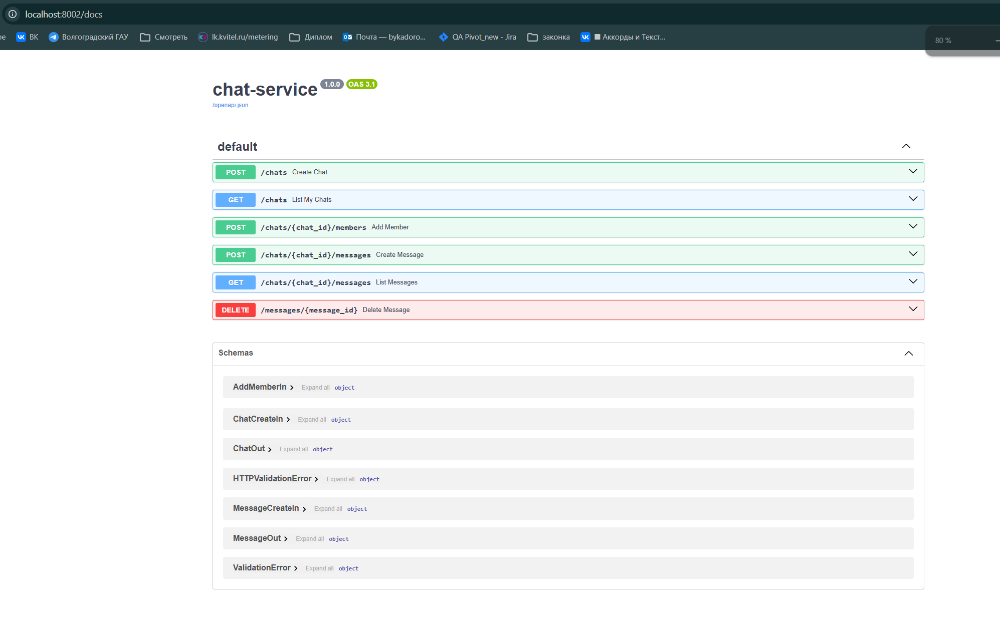 localhost:8002/docs
ре ВК Волгоградский ГАУ Смотреть lk.kvitel.ru/metering Диплом Почта — bykadoro... QA Pivot_new - Jira законка Аккорды и Текст...
80 %
chat-service 1.0.0 OAS 3.1
/openapi.json
default
POST /chats Create Chat
GET /chats List My Chats
POST /chats/{chat_id}/members Add Member
POST /chats/{chat_id}/messages Create Message
GET /chats/{chat_id}/messages List Messages
DELETE /messages/{message_id} Delete Message
Schemas
AddMemberIn Expand all object
ChatCreateIn Expand all object
ChatOut Expand all object
HTTPValidationError Expand all object
MessageCreateIn Expand all object
MessageOut Expand all object
ValidationError Expand all object